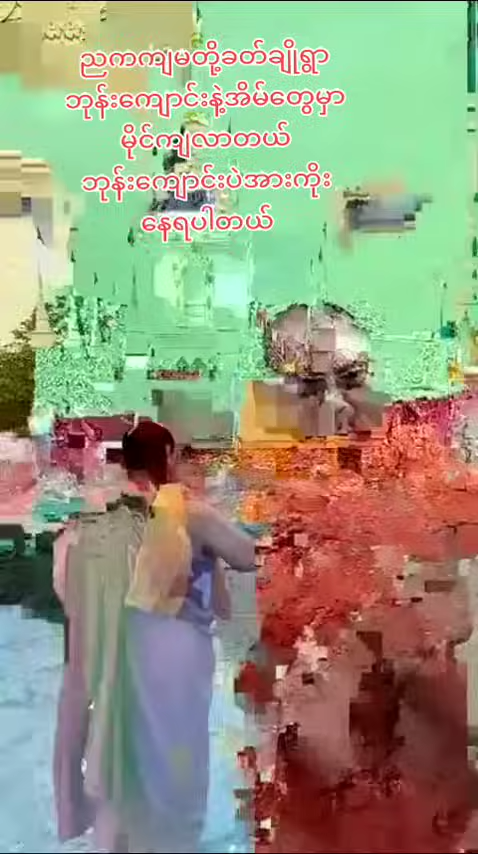 ညကကျမတို့ခတ်ချိုရွာ
ဘုန်းကျောင်းနဲ့အိမ်တွေမှာ
မိုင်ကျလာတယ်
ဘုန်းကျောင်းပဲအားကိုး
နေရပါတယ်